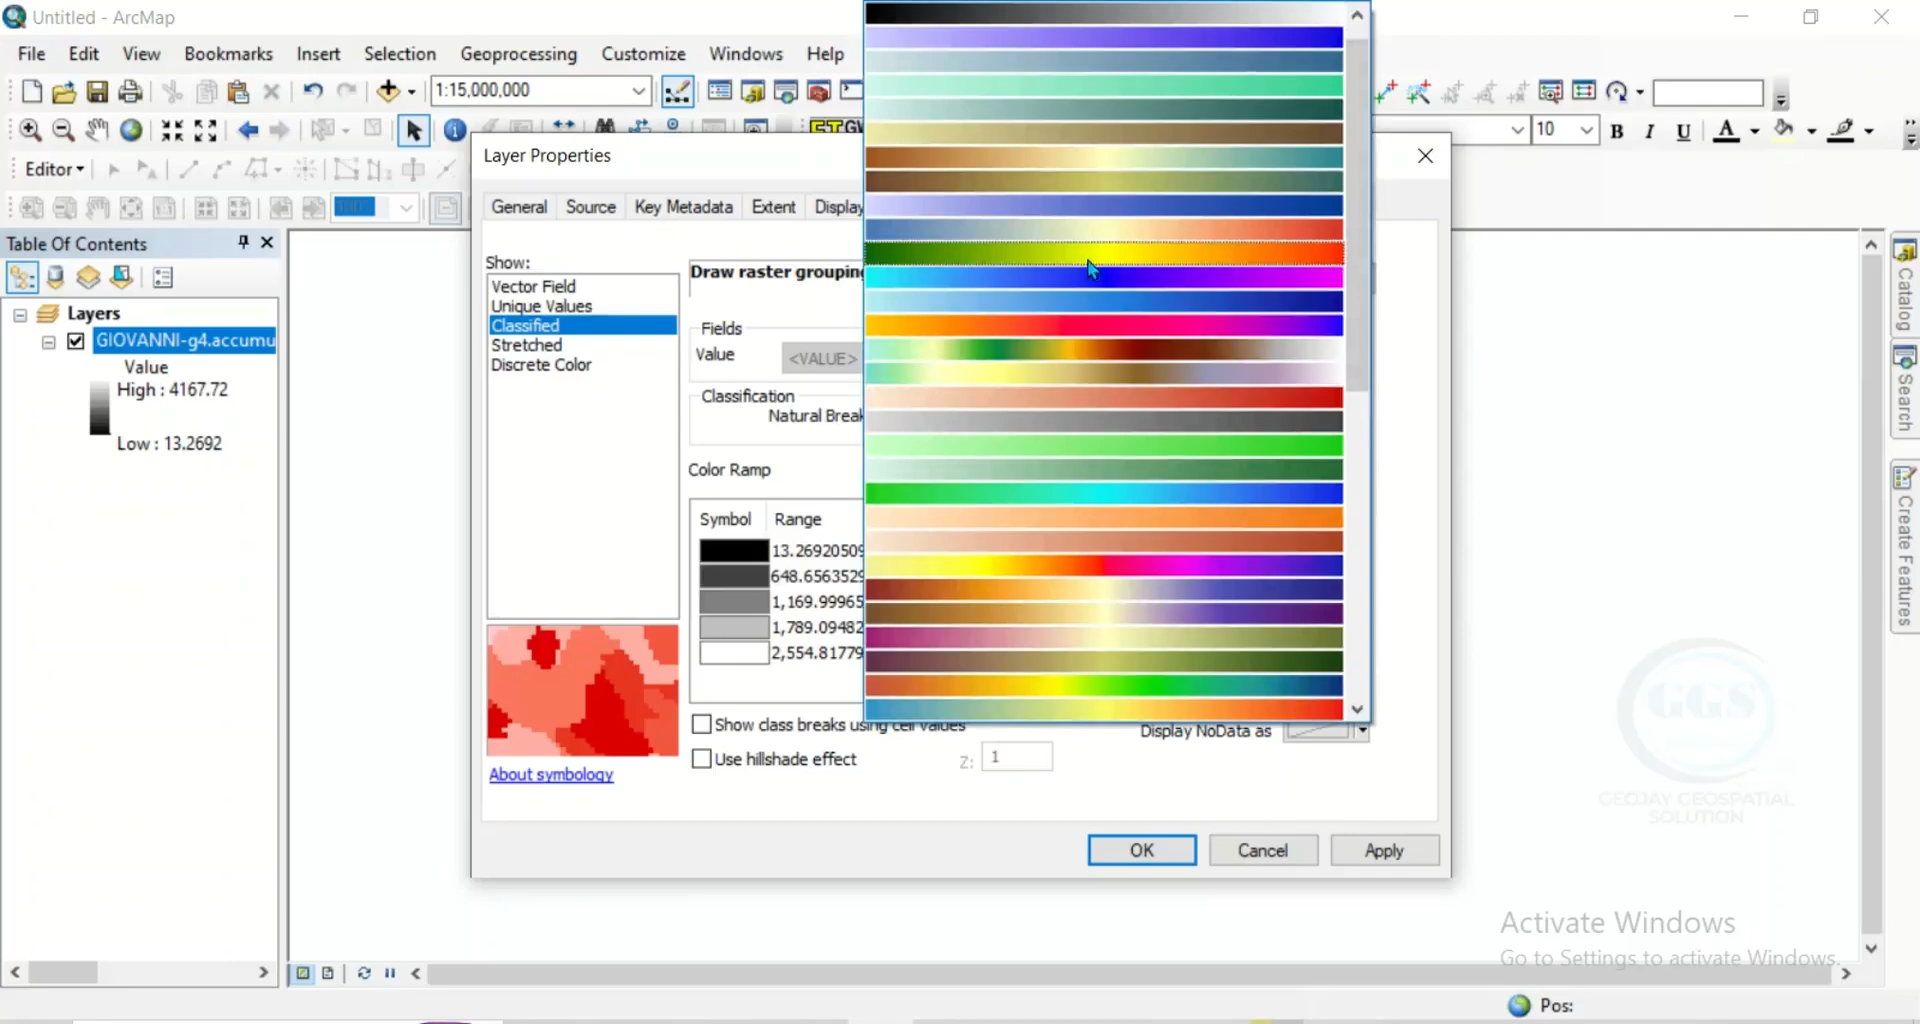 Untitled - ArcMap
File Edit View Bookmarks Insert Selection Geoprocessing Customize Windows Help
1:15,000,000
10 B I U A
Editor
Layer Properties
General Source Key Metadata Extent Display
Table Of Contents
Layers
GIOVANNI-g4.accumu
Value
High : 4167.72
Low : 13.2692
Show:
Vector Field
Unique Values
Classified
Stretched
Discrete Color
Draw raster grouping
Fields
Value <VALUE>
Classification
Natural Break
Color Ramp
Symbol Range
13.26920509
648.6563529
1,169.99965
1,789.09482
2,554.81779
Show class breaks using cell values
Display NoData as
Use hillshade effect
Z: 1
About symbology
OK Cancel Apply
Catalog
Search
Create Features
GGS
GEOJAY GEOSPATIAL
SOLUTION
Activate Windows
Go to Settings to activate Windows.
Pos: